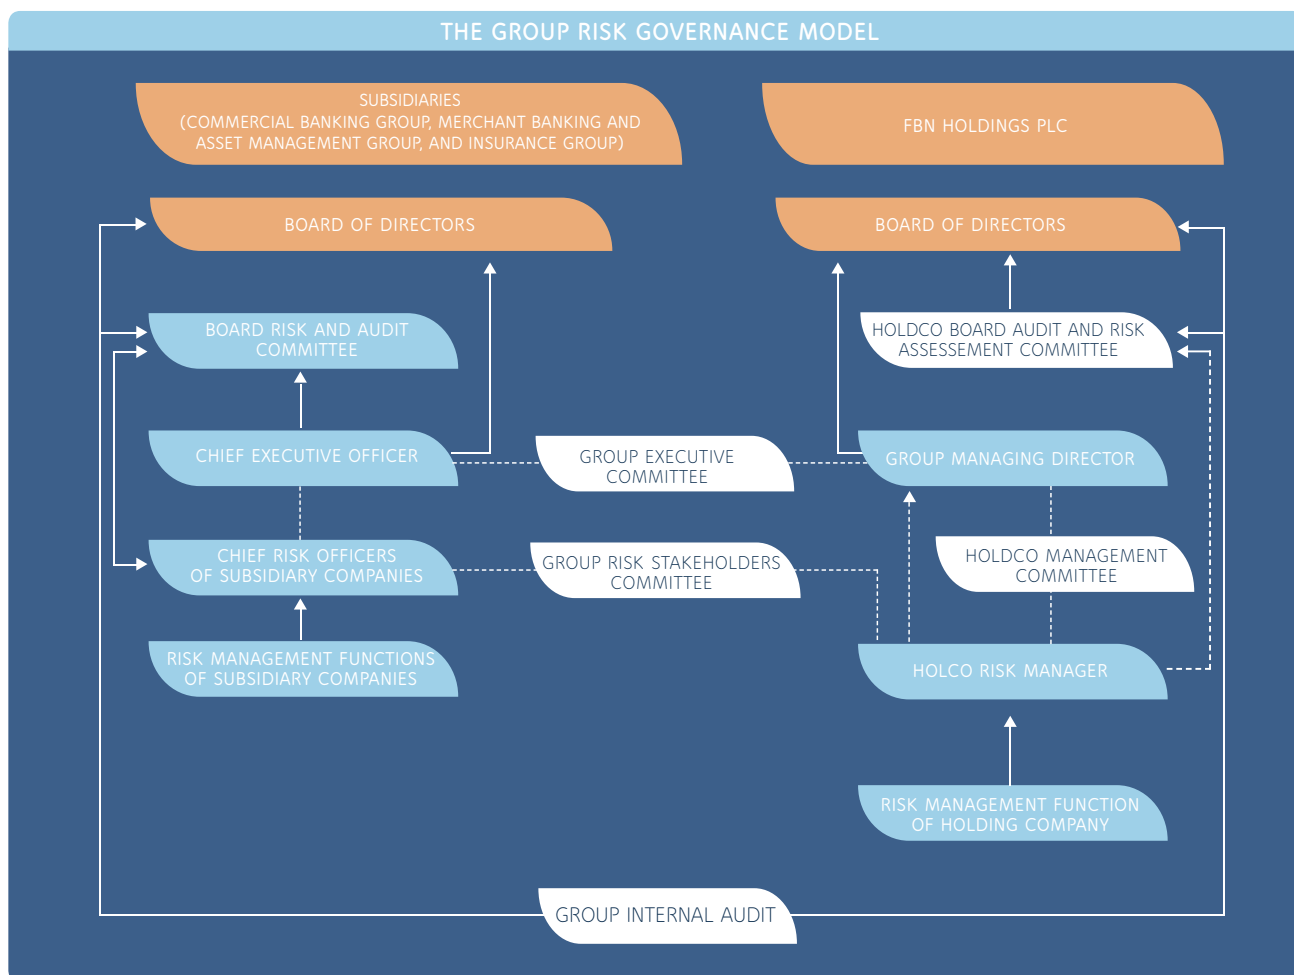 THE GROUP RISK GOVERNANCE MODEL
SUBSIDIARIES
(COMMERCIAL BANKING GROUP, MERCHANT BANKING AND
ASSET MANAGEMENT GROUP, AND INSURANCE GROUP)
FBN HOLDINGS PLC
BOARD OF DIRECTORS
BOARD OF DIRECTORS
BOARD RISK AND AUDIT
COMMITTEE
HOLDCO BOARD AUDIT AND RISK
ASSESSEMENT COMMITTEE
CHIEF EXECUTIVE OFFICER
GROUP EXECUTIVE
COMMITTEE
GROUP MANAGING DIRECTOR
CHIEF RISK OFFICERS
OF SUBSIDIARY COMPANIES
GROUP RISK STAKEHOLDERS
COMMITTEE
HOLDCO MANAGEMENT
COMMITTEE
RISK MANAGEMENT FUNCTIONS
OF SUBSIDIARY COMPANIES
HOLCO RISK MANAGER
RISK MANAGEMENT FUNCTION
OF HOLDING COMPANY
GROUP INTERNAL AUDIT